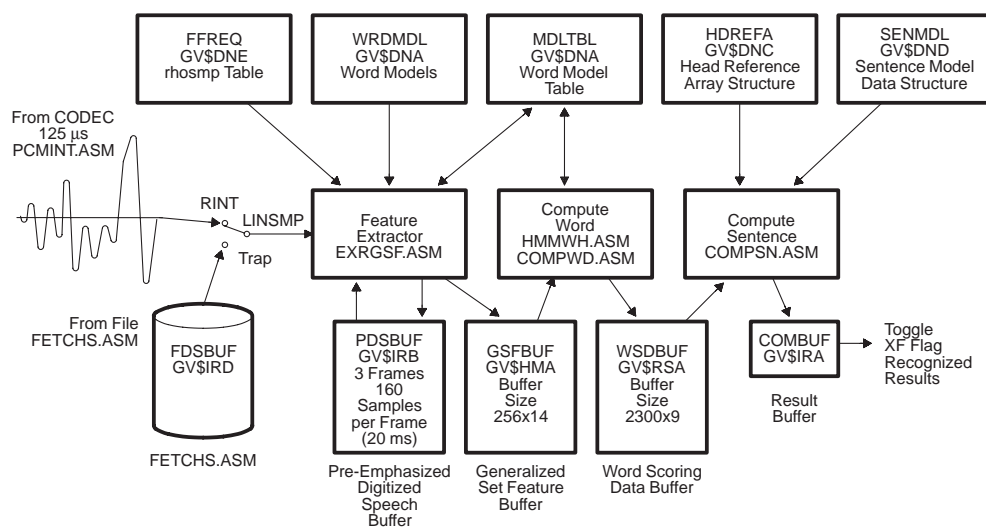 FFREQ
GV$DNE
rhosmp Table
WRDMDL
GV$DNA
Word Models
MDLTBL
GV$DNA
Word Model
Table
HDREFA
GV$DNC
Head Reference
Array Structure
SENMDL
GV$DND
Sentence Model
Data Structure
From CODEC
125 μs
PCMINT.ASM
RINT
LINSMP
Trap
Feature
Extractor
EXRGSF.ASM
Compute
Word
HMMWH.ASM
COMPWD.ASM
Compute
Sentence
COMPSN.ASM
From File
FETCHS.ASM
FDSBUF
GV$IRD
FETCHS.ASM
PDSBUF
GV$IRB
3 Frames
160
Samples
per Frame
(20 ms)
Pre-Emphasized
Digitized
Speech
Buffer
GSFBUF
GV$HMA
Buffer
Size
256x14
Generalized
Set Feature
Buffer
WSDBUF
GV$RSA
Buffer
Size
2300x9
Word Scoring
Data Buffer
COMBUF
GV$IRA
Result
Buffer
Toggle
XF Flag
Recognized
Results